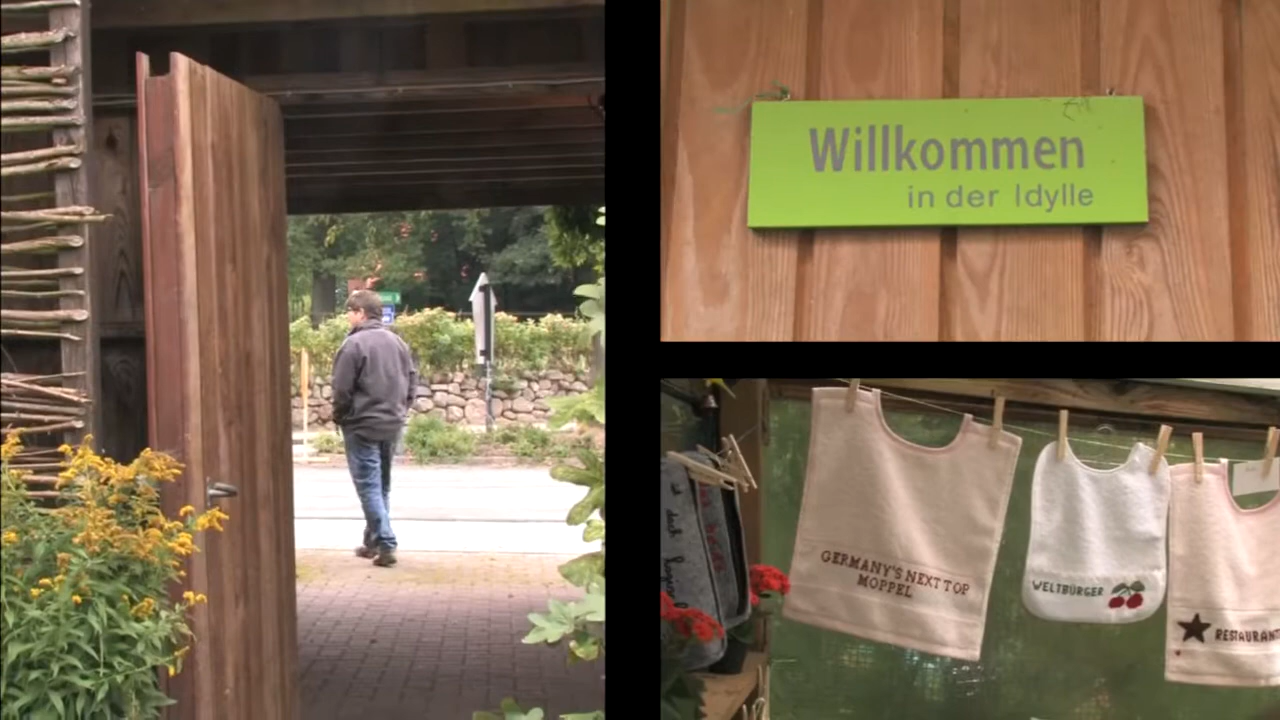 Willkommen
in der Idylle
GERMANY'S NEXT TOP
MOPPEL
WELTBÜRGER
RESTAURANT